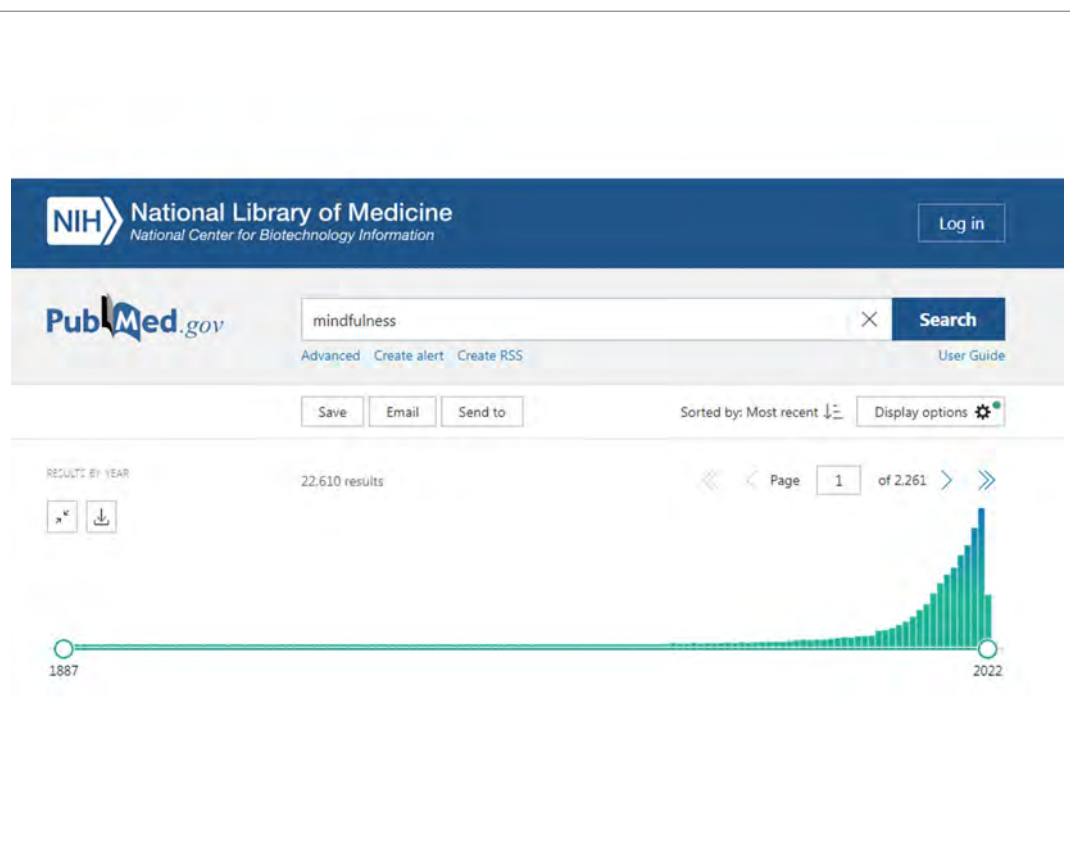 NIH National Library of Medicine
National Center for Biotechnology Information
Log in
PubMed.gov
mindfulness
Search
Advanced Create alert Create RSS
User Guide
Save Email Send to
Sorted by: Most recent
Display options
RESULTS BY YEAR
22,610 results
Page 1 of 2,261
1887
2022